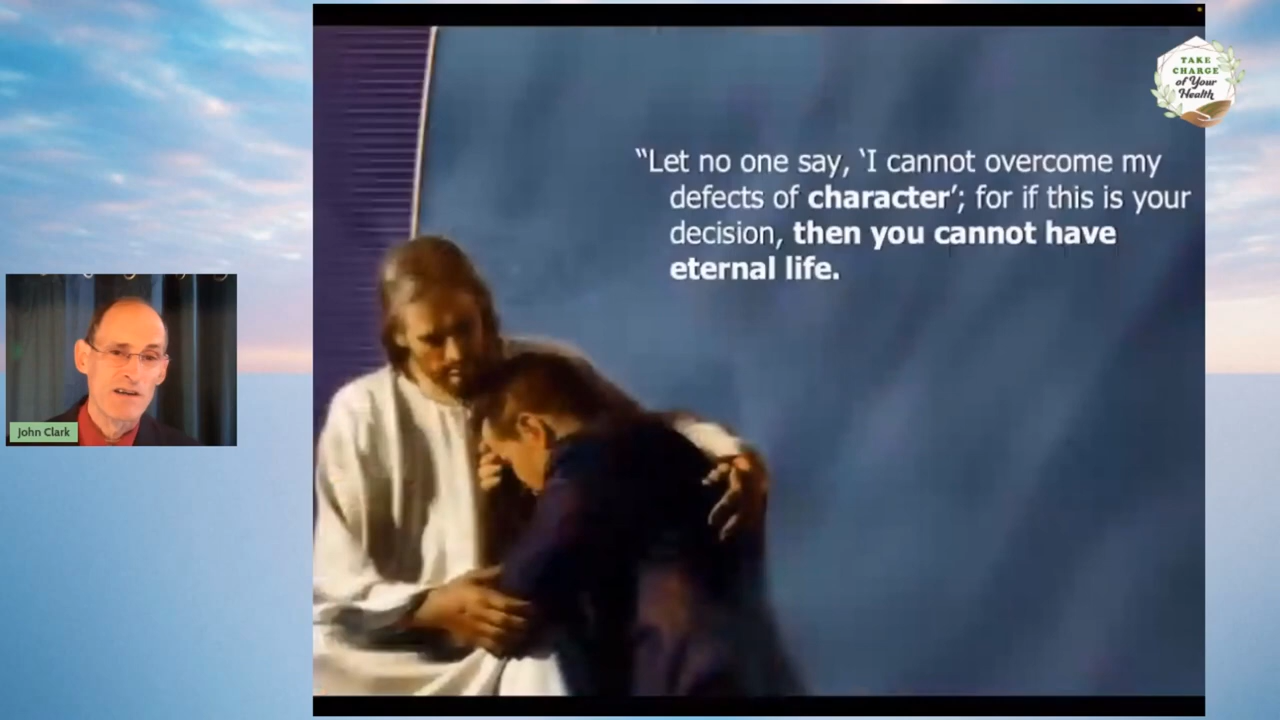 TAKE
CHARGE
of Your
Health
“Let no one say, ‘I cannot overcome my
defects of character’; for if this is your
decision, then you cannot have
eternal life.
John Clark